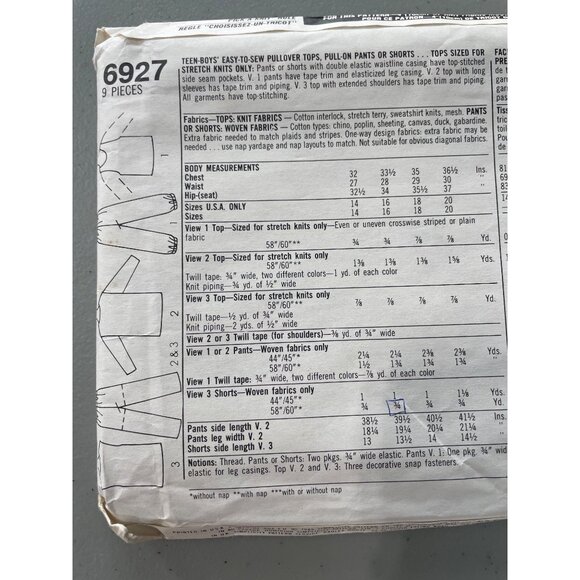 PICK A KNIT RULE
RÈGLE "CHOISISSEZ UN-TRICOT"
FOR THIS PATTERN
POUR CE PATRON
6927
9 PIECES
TEEN-BOYS' EASY-TO-SEW PULLOVER TOPS, PULL-ON PANTS OR SHORTS . . . TOPS SIZED FOR
STRETCH KNITS ONLY: Pants or shorts with double elastic waistline casing have top-stitched
side seam pockets. V. 1 pants have tape trim and elasticized leg casing. V. 2 top with long
sleeves has tape trim and piping. V. 3 top with extended shoulders has tape trim and piping.
All garments have top-stitching.
Fabrics—TOPS: KNIT FABRICS — Cotton interlock, stretch terry, sweatshirt knits, mesh. PANTS
OR SHORTS: WOVEN FABRICS — Cotton types: chino, poplin, sheeting, canvas, duck, gabardine.
Extra fabric needed to match plaids and stripes. One-way design fabrics: extra fabric may be
needed . . . use nap yardage and nap layouts to match. Not suitable for obvious diagonal fabrics.
BODY MEASUREMENTS
Chest 32 33½ 35 36½ Ins.
Waist 27 28 29 30 "
Hip-(seat) 32½ 34 35½ 37 "
Sizes U.S.A. ONLY 14 16 18 20
Sizes 14 16 18 20
View 1 Top—Sized for stretch knits only—Even or uneven crosswise striped or plain
fabric
58"/60"** ¾ ¾ ⅞ ⅞ Yd.
View 2 Top—Sized for stretch knits only
58"/60"** 1⅜ 1⅜ 1⅜ 1⅜ Yds.
Twill tape: ¾" wide, two different colors—1 yd. of each color
Knit piping—¾ yd. of ½" wide
View 3 Top—Sized for stretch knits only
58"/60"** ⅞ ⅞ ⅞ ⅞ Yd.
Twill tape—½ yd. of ¾" wide
Knit piping—2 yds. of ½" wide
View 2 or 3 Twill tape (for shoulders)—⅜ yd. of ¾" wide
View 1 or 2 Pants—Woven fabrics only
44"/45"* 2¼ 2¼ 2⅜ 2⅜ Yds.
58"/60"* 1½ 1¾ 1¾ 1¾ "
View 1 Twill tape: ¾" wide, two different colors—⅞ yd. of each color
View 3 Shorts—Woven fabrics only
44"/45"* 1 1 1 1⅛ Yds.
58"/60"* ¾ ¾ ¾ ¾ Yd.
Pants side length V. 2 38½ 39½ 40½ 41½ Ins.
Pants leg width V. 2 18¼ 19¼ 20¼ 21¼ "
Shorts side length V. 3 13 13½ 14 14½ "
Notions: Thread. Pants or Shorts: Two pkgs. ¾" wide elastic. Pants V. 1: One pkg. ¾" wide
elastic for leg casings. Top V. 2 and V. 3: Three decorative snap fasteners.
*without nap **with nap ***with or without nap
1
2
2 & 3
3
PRINTED IN U.S.A.